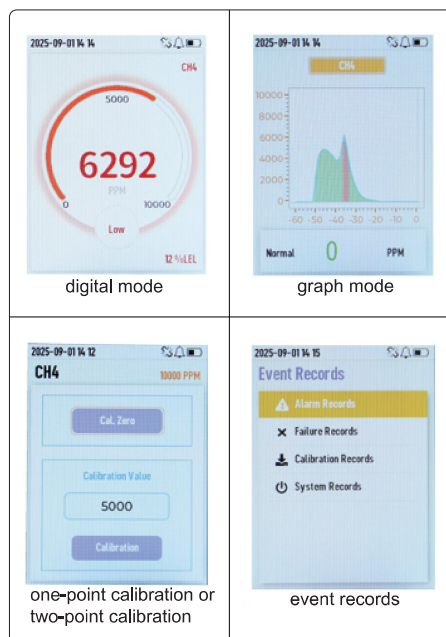 2025-09-01 14 14
CH4
5000
6292
PPM
0
10000
Low
12 %LEL
digital mode
2025-09-01 14 14
CH4
10000
8000
6000
4000
2000
0
-60 -50 -40 -30 -20 -10 0
Normal 0 PPM
graph mode
2025-09-01 14 12
CH4 10000 PPM
Cal. Zero
Calibration Value
5000
Calibration
one-point calibration or
two-point calibration
2025-09-01 14 15
Event Records
Alarm Records
Failure Records
Calibration Records
System Records
event records